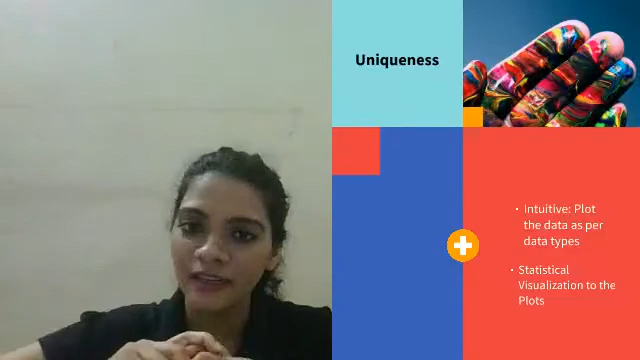 Uniqueness
• Intuitive: Plot
the data as per
data types
• Statistical
Visualization to the
Plots